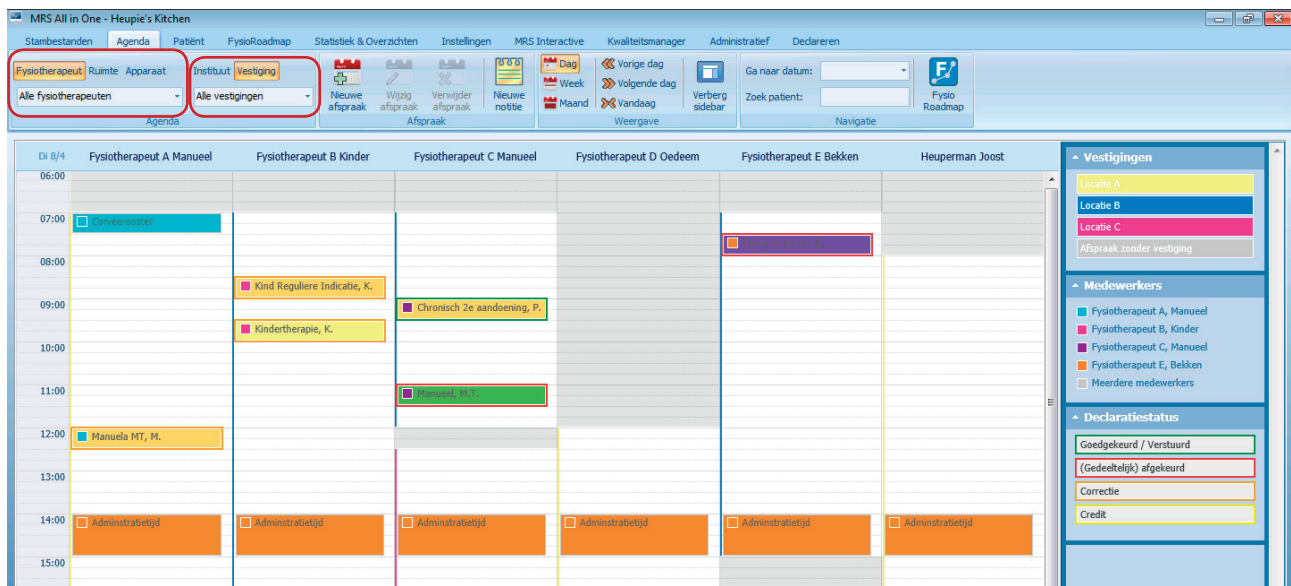 MRS All in One - Heupie's Kitchen
Stambestanden Agenda Patiënt FysioRoadmap Statistiek & Overzichten Instellingen MRS Interactive Kwaliteitsmanager Administratief Declareren
Fysiotherapeut Ruimte Apparaat
Alle fysiotherapeuten
Instituut Vestiging
Alle vestigingen
Agenda
Nieuwe afspraak
Wijzig afspraak
Verwijder afspraak
Nieuwe notitie
Afspraak
Dag
Week
Maand
Vorige dag
Volgende dag
Vandaag
Verberg sidebar
Weergave
Ga naar datum:
Zoek patient:
Fysio Roadmap
Navigatie
Di 8/4 Fysiotherapeut A Manueel Fysiotherapeut B Kinder Fysiotherapeut C Manueel Fysiotherapeut D Oedeem Fysiotherapeut E Bekken Heuperman Joost
06:00
07:00 Corveerooster
08:00
Kind Reguliere Indicatie, K.
09:00 Chronisch 2e aandoening, P.
Kindertherapie, K.
10:00
11:00 Manueel, M.T.
12:00 Manuela MT, M.
13:00
14:00 Adminstratietijd Adminstratietijd Adminstratietijd Adminstratietijd Adminstratietijd Adminstratietijd
15:00
Vestigingen
Locatie A
Locatie B
Locatie C
Afspraak zonder vestiging
Medewerkers
Fysiotherapeut A, Manueel
Fysiotherapeut B, Kinder
Fysiotherapeut C, Manueel
Fysiotherapeut E, Bekken
Meerdere medewerkers
Declaratiestatus
Goedgekeurd / Verstuurd
(Gedeeltelijk) afgekeurd
Correctie
Credit